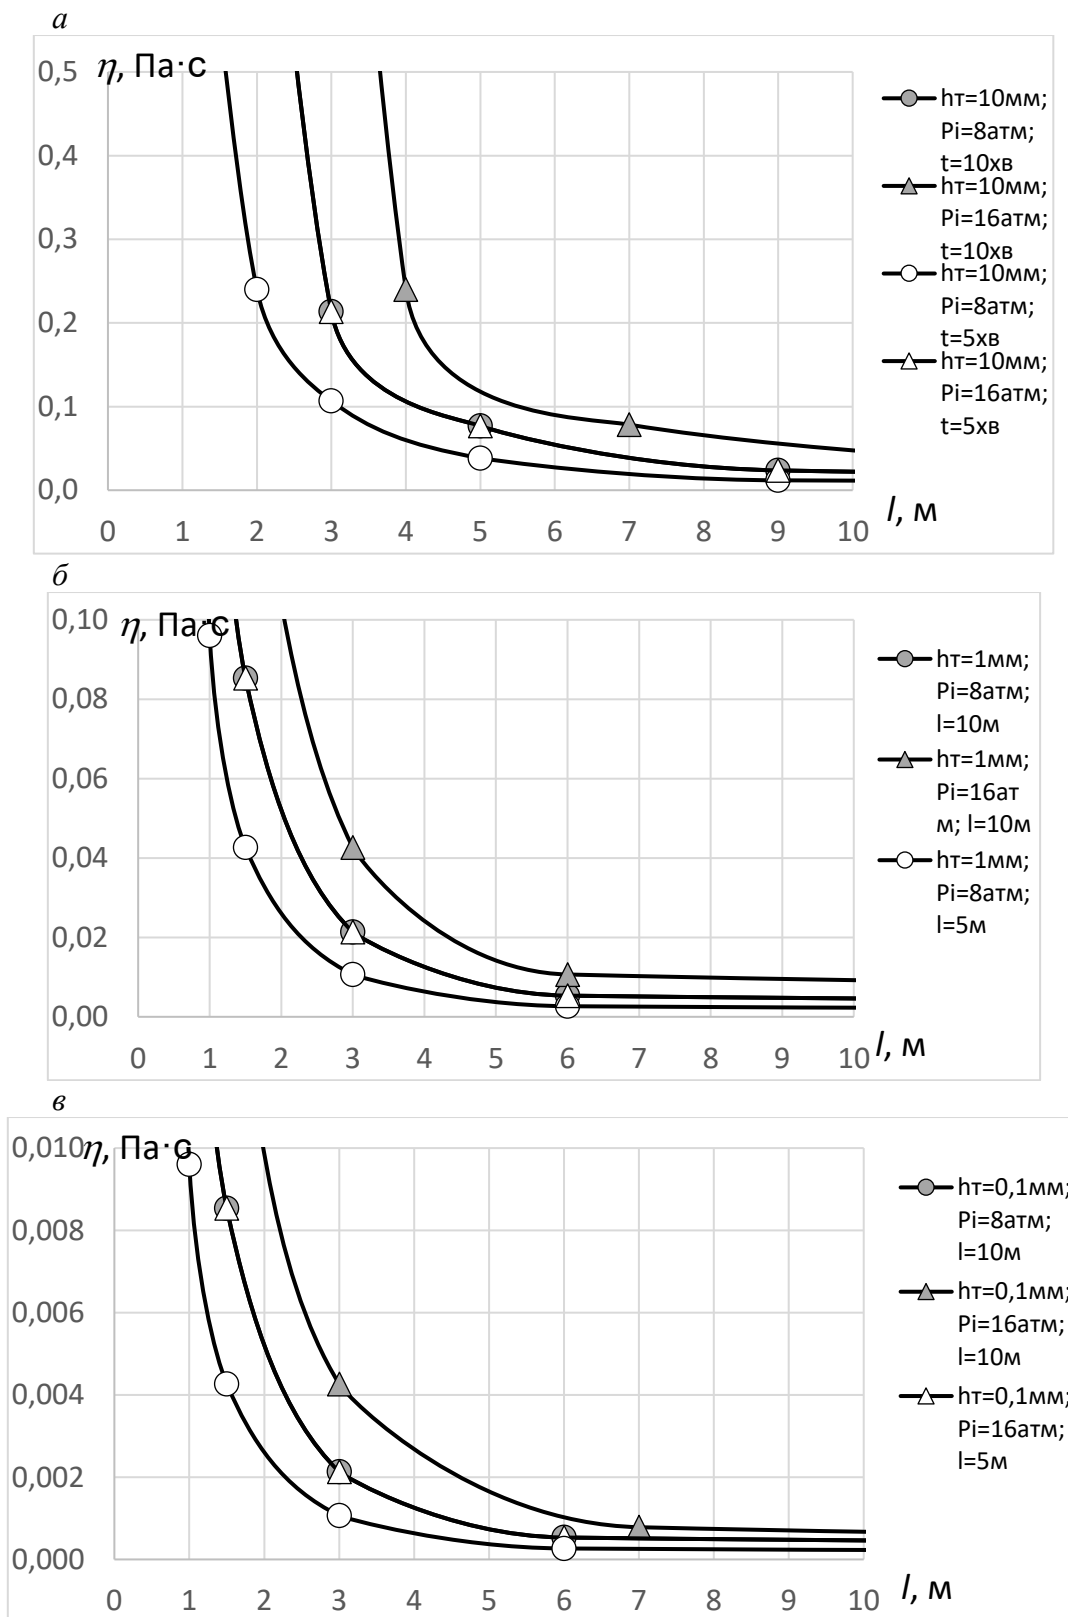 а
η, Па·с
0,5
0,4
0,3
0,2
0,1
0,0
0 1 2 3 4 5 6 7 8 9 10
l, м
hт=10мм;
Pi=8атм;
t=10хв
hт=10мм;
Pi=16атм;
t=10хв
hт=10мм;
Pi=8атм;
t=5хв
hт=10мм;
Pi=16атм;
t=5хв
б
η, Па·с
0,10
0,08
0,06
0,04
0,02
0,00
0 1 2 3 4 5 6 7 8 9 10
l, м
hт=1мм;
Pi=8атм;
l=10м
hт=1мм;
Pi=16ат
м; l=10м
hт=1мм;
Pi=8атм;
l=5м
в
η, Па·с
0,010
0,008
0,006
0,004
0,002
0,000
0 1 2 3 4 5 6 7 8 9 10
l, м
hт=0,1мм;
Pi=8атм;
l=10м
hт=0,1мм;
Pi=16атм;
l=10м
hт=0,1мм;
Pi=16атм;
l=5м